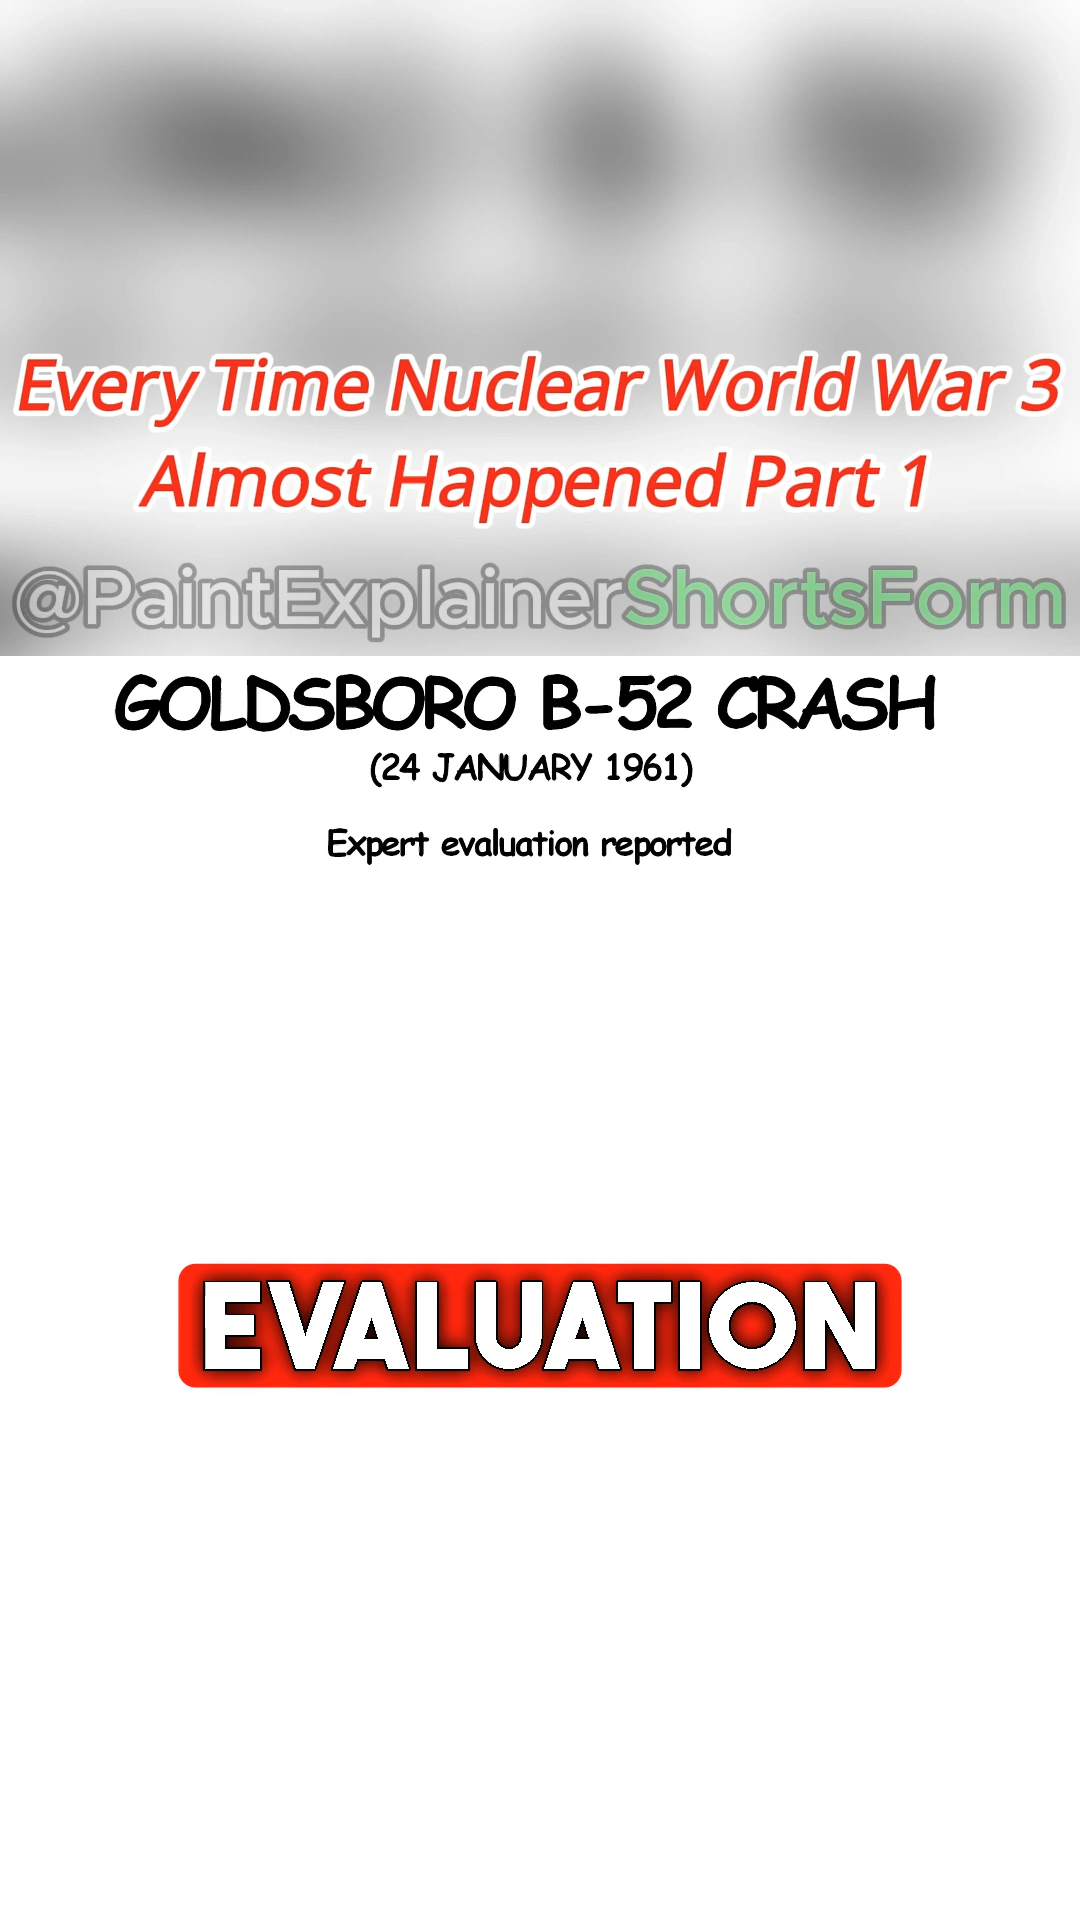 Every Time Nuclear World War 3
Almost Happened Part 1
@PaintExplainerShortsForm
GOLDSBORO B-52 CRASH
(24 JANUARY 1961)
Expert evaluation reported
EVALUATION